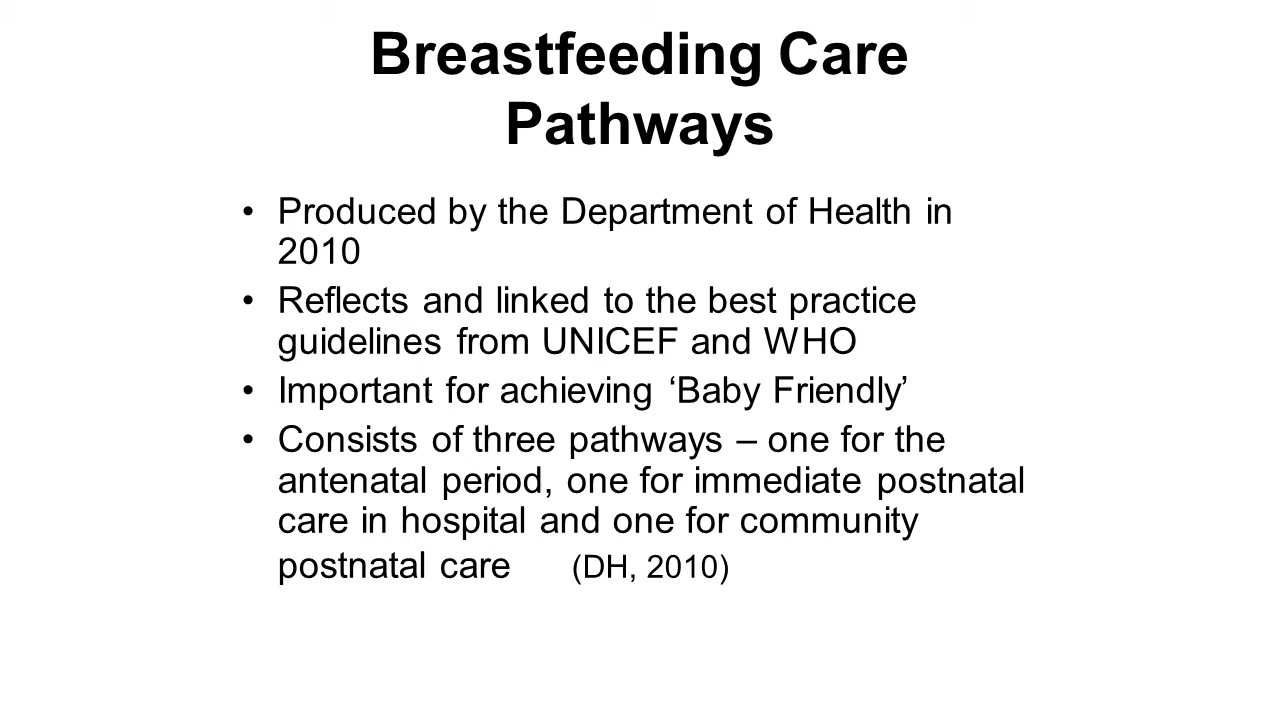 Breastfeeding Care
Pathways
• Produced by the Department of Health in
2010
• Reflects and linked to the best practice
guidelines from UNICEF and WHO
• Important for achieving ‘Baby Friendly’
• Consists of three pathways – one for the
antenatal period, one for immediate postnatal
care in hospital and one for community
postnatal care (DH, 2010)